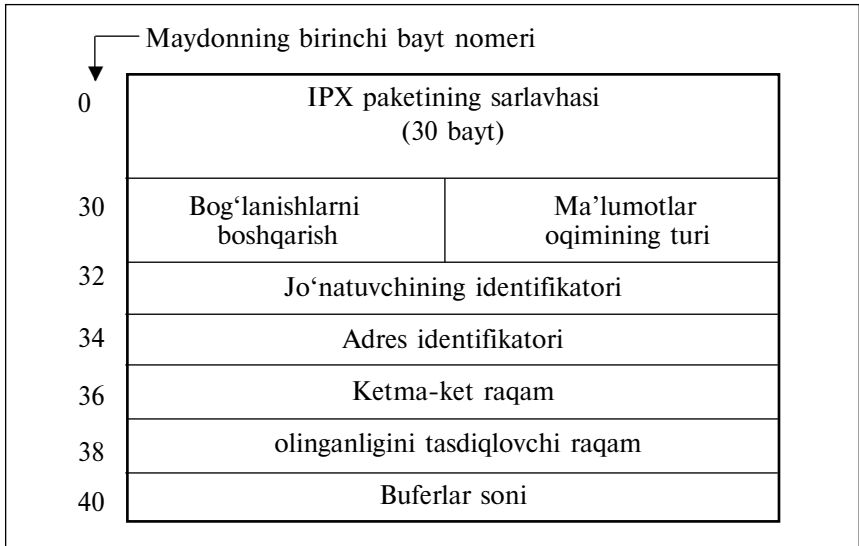 Maydonning birinchi bayt nomeri
0
IPX paketining sarlavhasi
(30 bayt)
30
Bog‘lanishlarni
boshqarish
Ma’lumotlar
oqimining turi
32
Jo‘natuvchining identifikatori
34
Adres identifikatori
36
Ketma-ket raqam
38
olinganligini tasdiqlovchi raqam
40
Buferlar soni